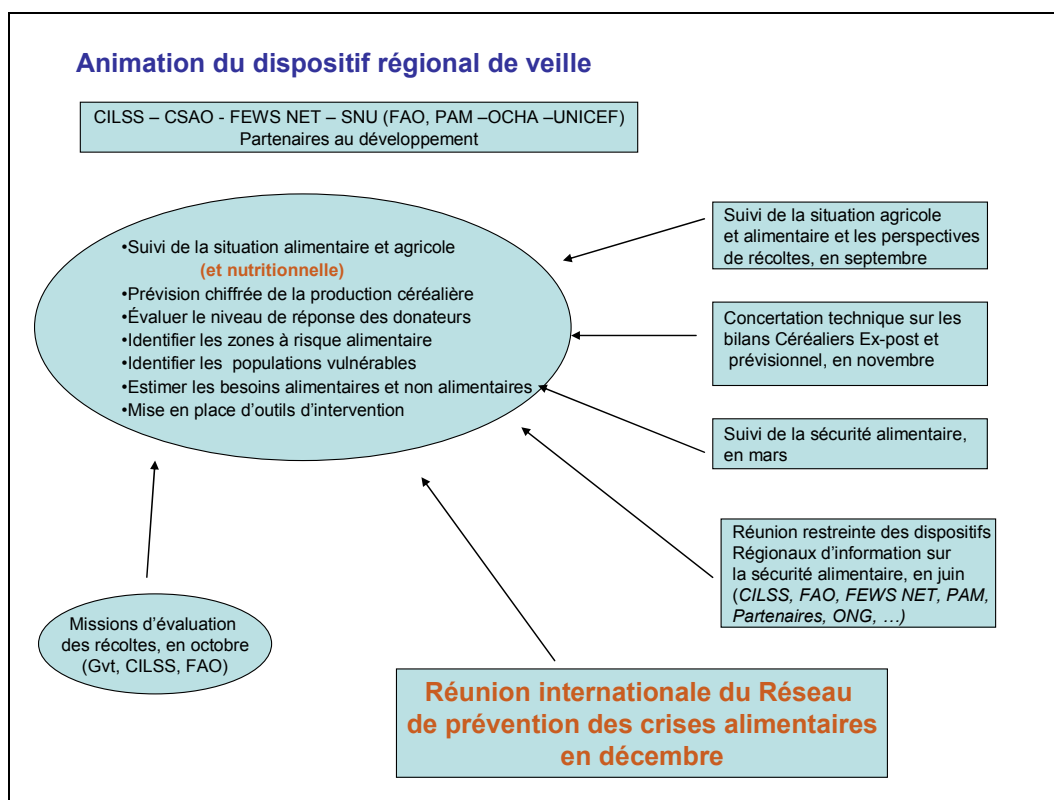 Animation du dispositif régional de veille
CILSS – CSAO - FEWS NET – SNU (FAO, PAM –OCHA –UNICEF)
Partenaires au développement
•Suivi de la situation alimentaire et agricole
(et nutritionnelle)
•Prévision chiffrée de la production céréalière
•Évaluer le niveau de réponse des donateurs
•Identifier les zones à risque alimentaire
•Identifier les populations vulnérables
•Estimer les besoins alimentaires et non alimentaires
•Mise en place d’outils d’intervention
Suivi de la situation agricole
et alimentaire et les perspectives
de récoltes, en septembre
Concertation technique sur les
bilans Céréaliers Ex-post et
prévisionnel, en novembre
Suivi de la sécurité alimentaire,
en mars
Réunion restreinte des dispositifs
Régionaux d’information sur
la sécurité alimentaire, en juin
(CILSS, FAO, FEWS NET, PAM,
Partenaires, ONG, …)
Missions d’évaluation
des récoltes, en octobre
(Gvt, CILSS, FAO)
Réunion internationale du Réseau
de prévention des crises alimentaires
en décembre